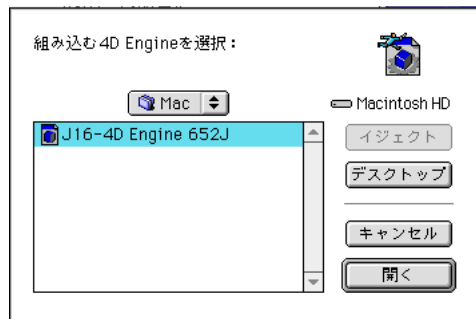 組み込む4D Engineを選択：
Mac
Macintosh HD
J16-4D Engine 652J
イジェクト
デスクトップ
キャンセル
開く